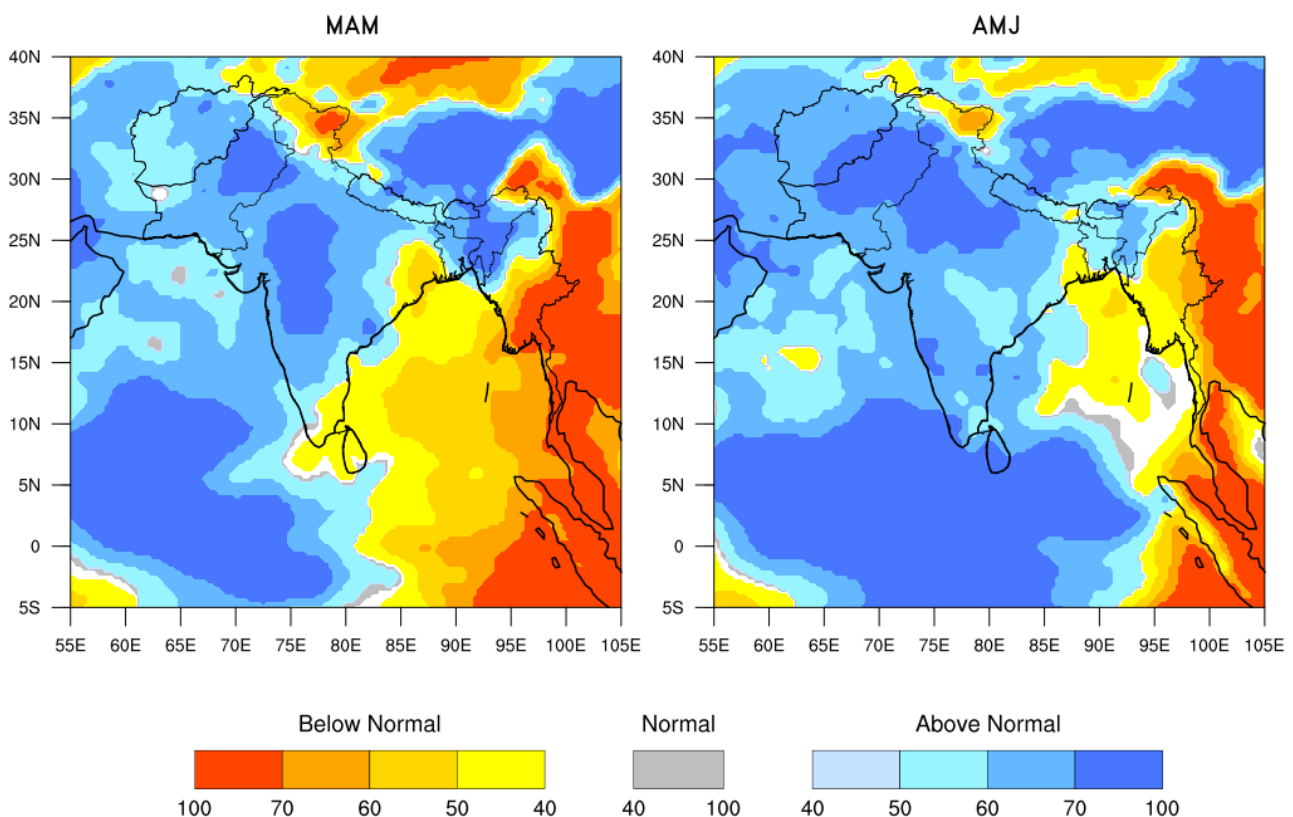 MAM
AMJ
40N
35N
30N
25N
20N
15N
10N
5N
0
5S
55E 60E 65E 70E 75E 80E 85E 90E 95E 100E 105E
40N
35N
30N
25N
20N
15N
10N
5N
0
5S
55E 60E 65E 70E 75E 80E 85E 90E 95E 100E 105E
Below Normal
Normal
Above Normal
100 70 60 50 40
40 100
40 50 60 70 100